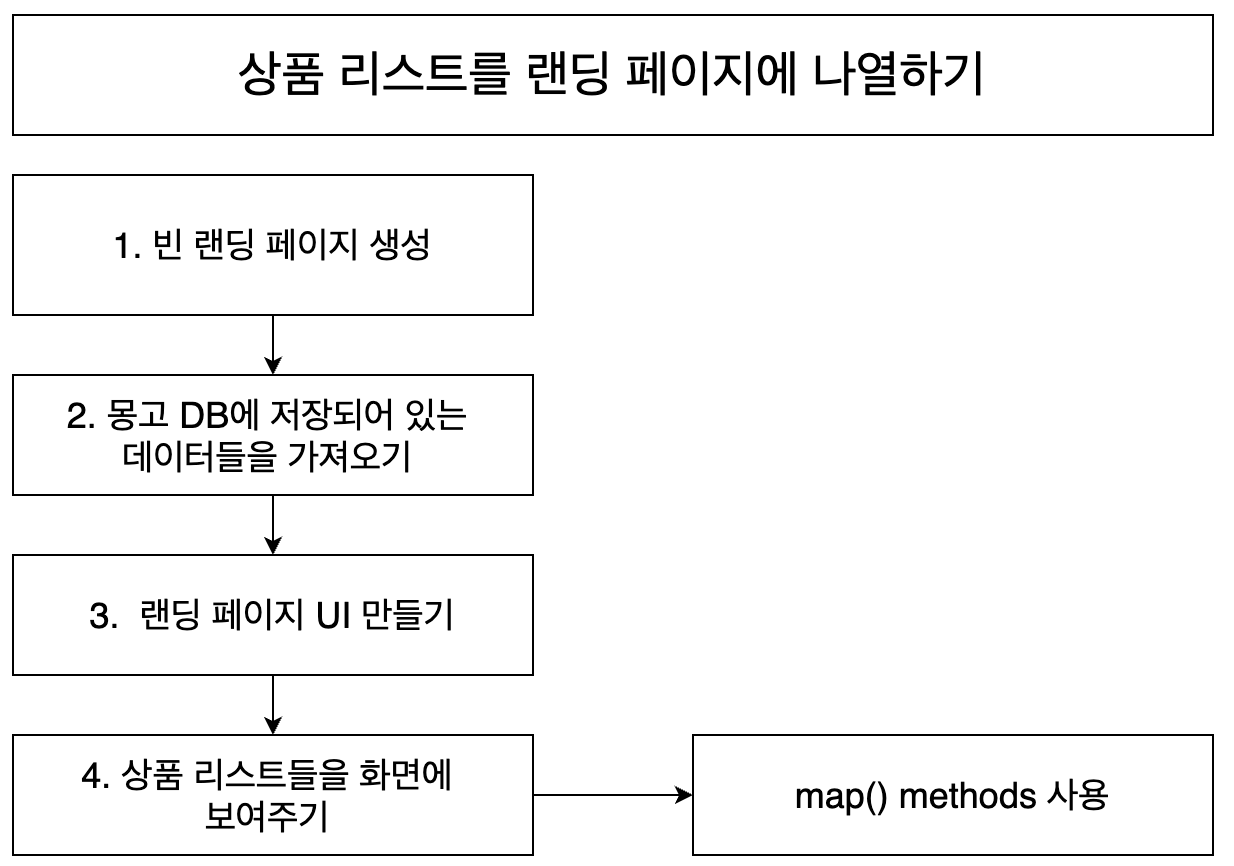 상품 리스트를 랜딩 페이지에 나열하기
1. 빈 랜딩 페이지 생성
2. 몽고 DB에 저장되어 있는
데이터들을 가져오기
3. 랜딩 페이지 UI 만들기
4. 상품 리스트들을 화면에
보여주기
map() methods 사용